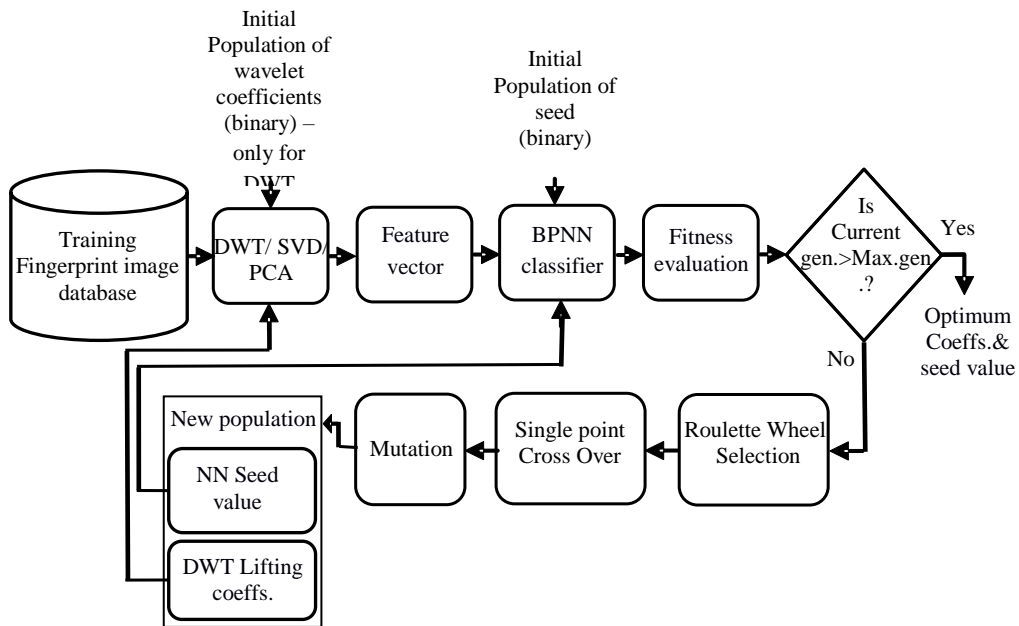 Initial
Population of
wavelet
coefficients
(binary) –
only for
DWT
Initial
Population of
seed
(binary)
Training
Fingerprint image
database
DWT/ SVD/
PCA
Feature
vector
BPNN
classifier
Fitness
evaluation
Is
Current
gen.>Max.gen
.?
Yes
Optimum
Coeffs.&
seed value
No
New population
NN Seed
value
DWT Lifting
coeffs.
Mutation
Single point
Cross Over
Roulette Wheel
Selection